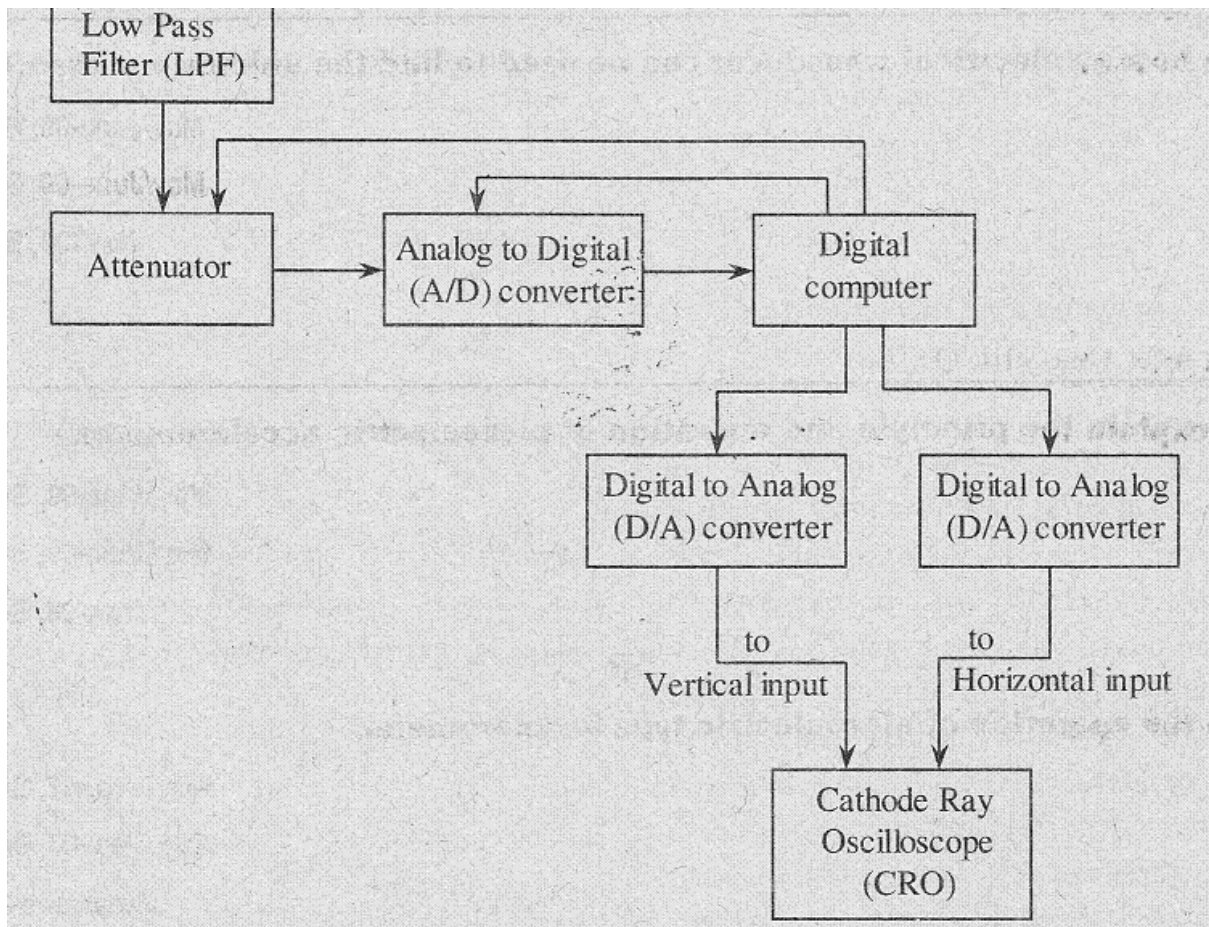 Low Pass
Filter (LPF)
Attenuator
Analog to Digital
(A/D) converter
Digital
computer
Digital to Analog
(D/A) converter
Digital to Analog
(D/A) converter
to
Vertical input
to
Horizontal input
Cathode Ray
Oscilloscope
(CRO)